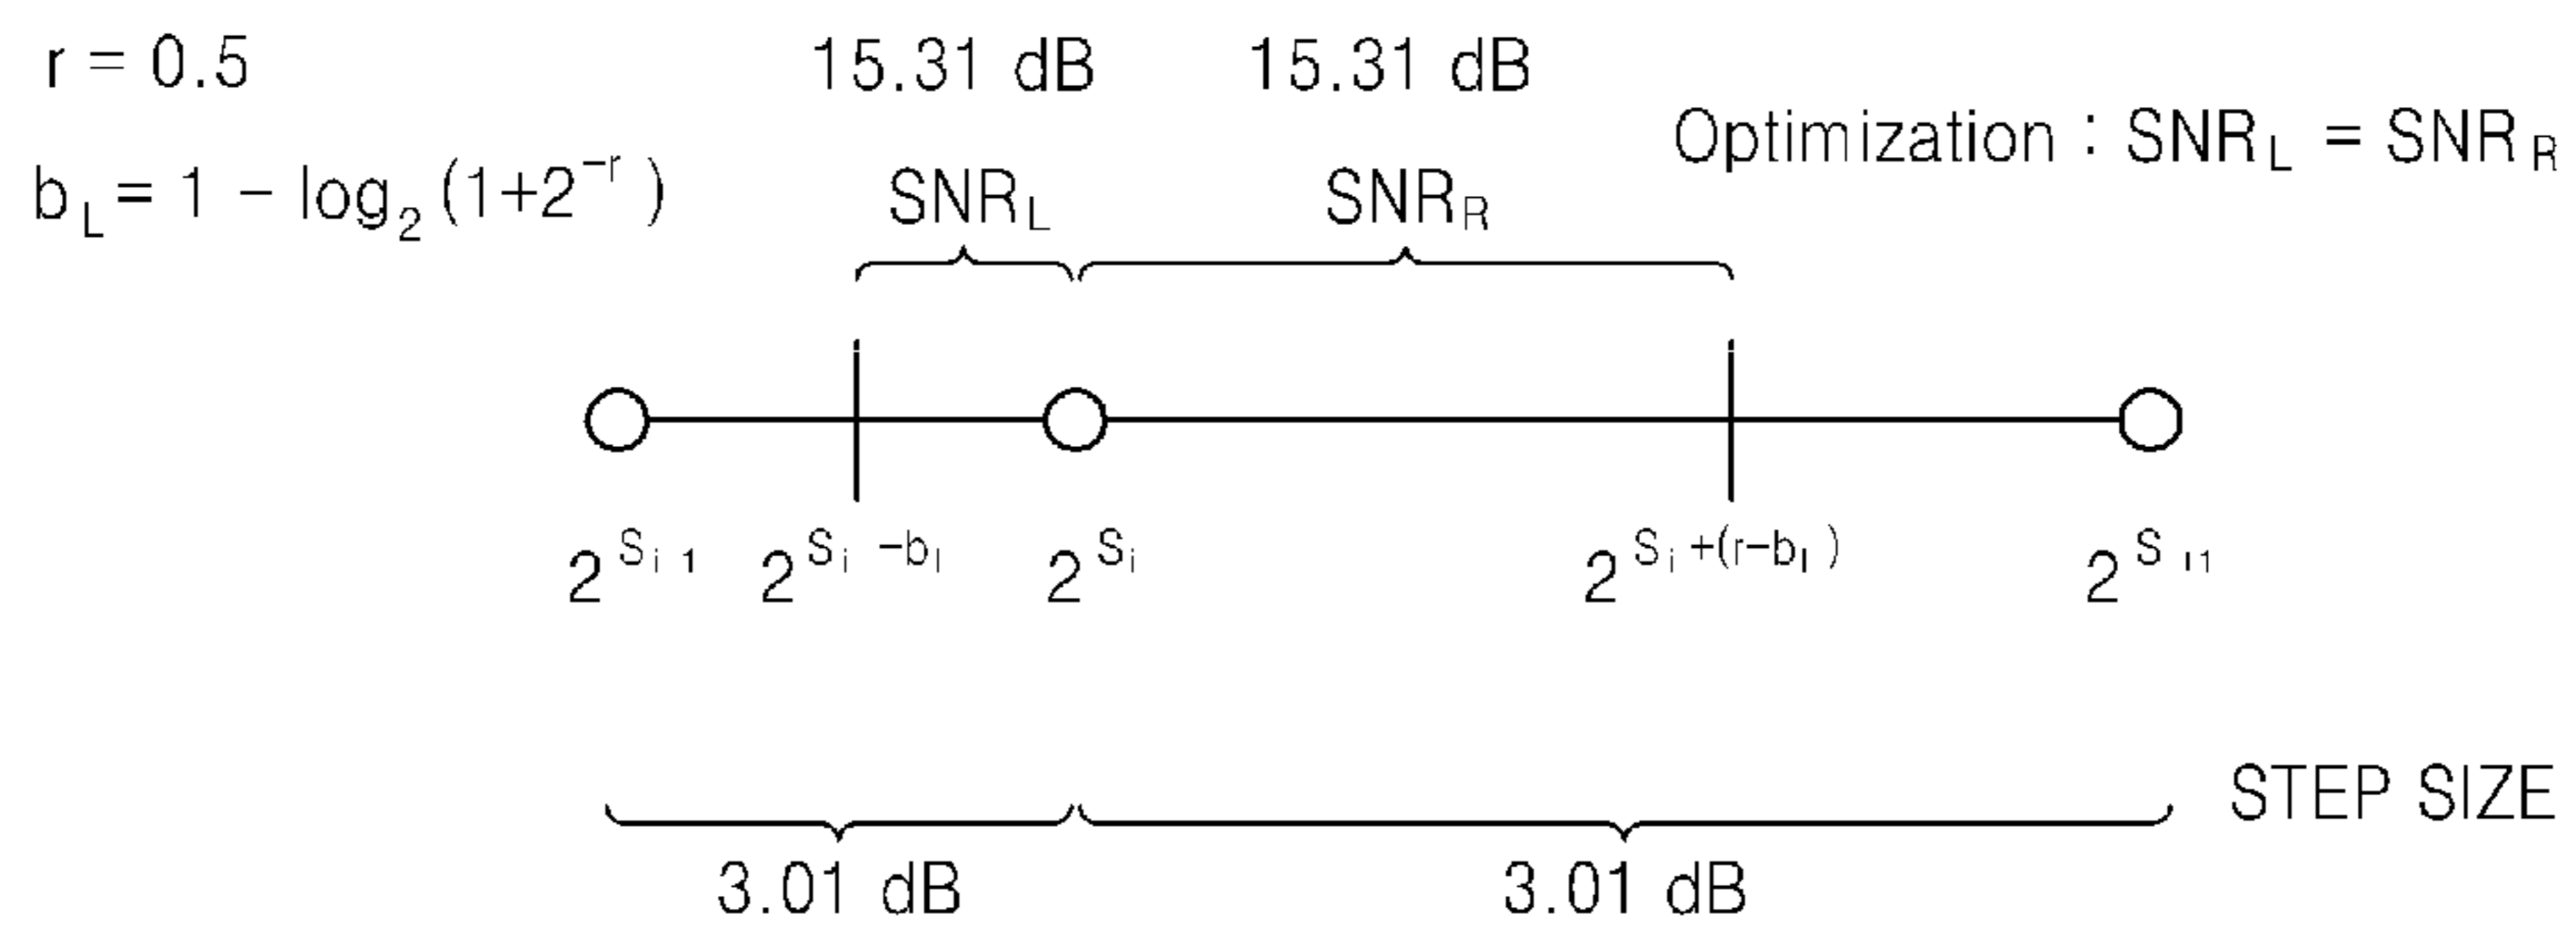 r = 0.5
15.31 dB 15.31 dB
Optimization : SNR_L = SNR_R
b_L = 1 - log_2 (1+2^-r )
SNR_L SNR_R
2^S_i 1 2^S_i -b_l 2^S_i 2^S_i +(r-b_l ) 2^S ı1
STEP SIZE
3.01 dB 3.01 dB